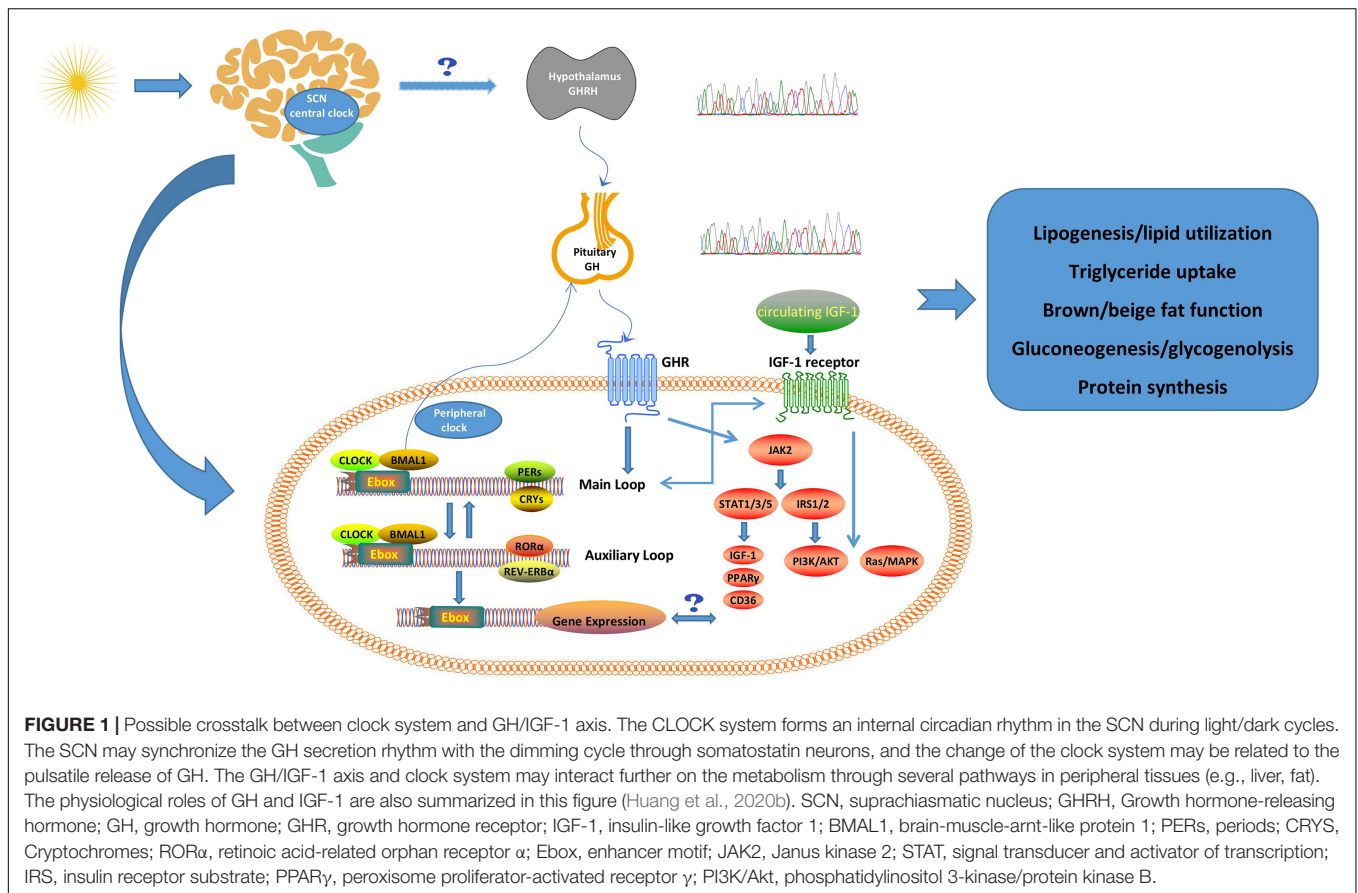 ?
Hypothalamus
GHRH
SCN
central clock
Pituitary
GH
Lipogenesis/lipid utilization
Triglyceride uptake
Brown/beige fat function
Gluconeogenesis/glycogenolysis
Protein synthesis
circulating IGF-1
GHR
IGF-1 receptor
Peripheral
clock
JAK2
CLOCK
BMAL1
Ebox
PERs
CRYs
Main Loop
STAT1/3/5
IRS1/2
CLOCK
BMAL1
Ebox
RORα
REV-ERBα
Auxiliary Loop
IGF-1
PPARγ
CD36
PI3K/AKT
Ras/MAPK
Ebox
Gene Expression
?
FIGURE 1 | Possible crosstalk between clock system and GH/IGF-1 axis. The CLOCK system forms an internal circadian rhythm in the SCN during light/dark cycles.
The SCN may synchronize the GH secretion rhythm with the dimming cycle through somatostatin neurons, and the change of the clock system may be related to the
pulsatile release of GH. The GH/IGF-1 axis and clock system may interact further on the metabolism through several pathways in peripheral tissues (e.g., liver, fat).
The physiological roles of GH and IGF-1 are also summarized in this figure (Huang et al., 2020b). SCN, suprachiasmatic nucleus; GHRH, Growth hormone-releasing
hormone; GH, growth hormone; GHR, growth hormone receptor; IGF-1, insulin-like growth factor 1; BMAL1, brain-muscle-arnt-like protein 1; PERs, periods; CRYS,
Cryptochromes; RORα, retinoic acid-related orphan receptor α; Ebox, enhancer motif; JAK2, Janus kinase 2; STAT, signal transducer and activator of transcription;
IRS, insulin receptor substrate; PPARγ, peroxisome proliferator-activated receptor γ; PI3K/Akt, phosphatidylinositol 3-kinase/protein kinase B.